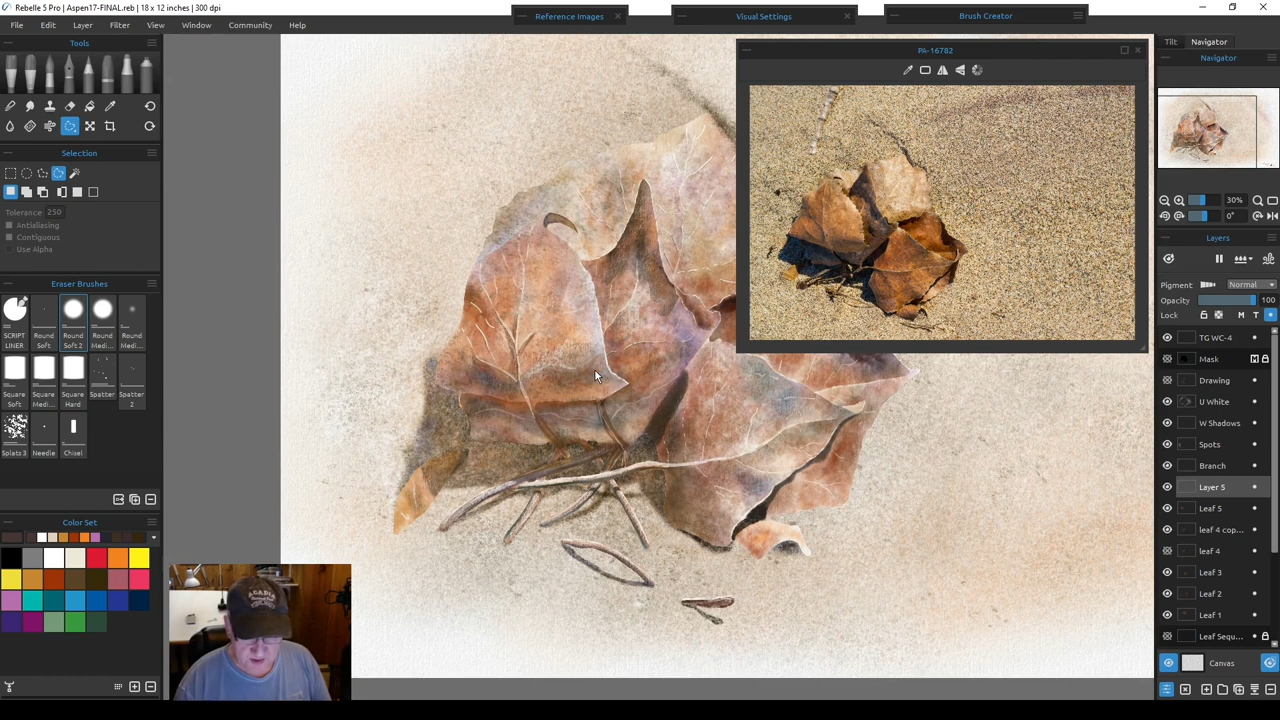 Rebelle 5 Pro | Aspen17-FINAL.reb | 18 x 12 inches | 300 dpi
File Edit Layer Filter View Window Community Help
Reference Images
Visual Settings
Brush Creator
Tools
Selection
Tolerance 250
Antialiasing
Contiguous
Use Alpha
Eraser Brushes
SCRIPT LINER
Round Soft
Round Soft 2
Round Medi...
Round Medi...
Square Soft
Square Medi...
Square Hard
Spatter
Spatter 2
Splats 3
Needle
Chisel
Color Set
ACADIA
PA-16782
Tilt Navigator
Navigator
30%
0°
Layers
Pigment: Normal
Opacity 100
Lock M T
TG WC-4
Mask
Drawing
U White
W Shadows
Spots
Branch
Layer 5
Leaf 5
leaf 4 cop...
leaf 4
Leaf 3
Leaf 2
Leaf 1
Leaf Sequ...
Canvas